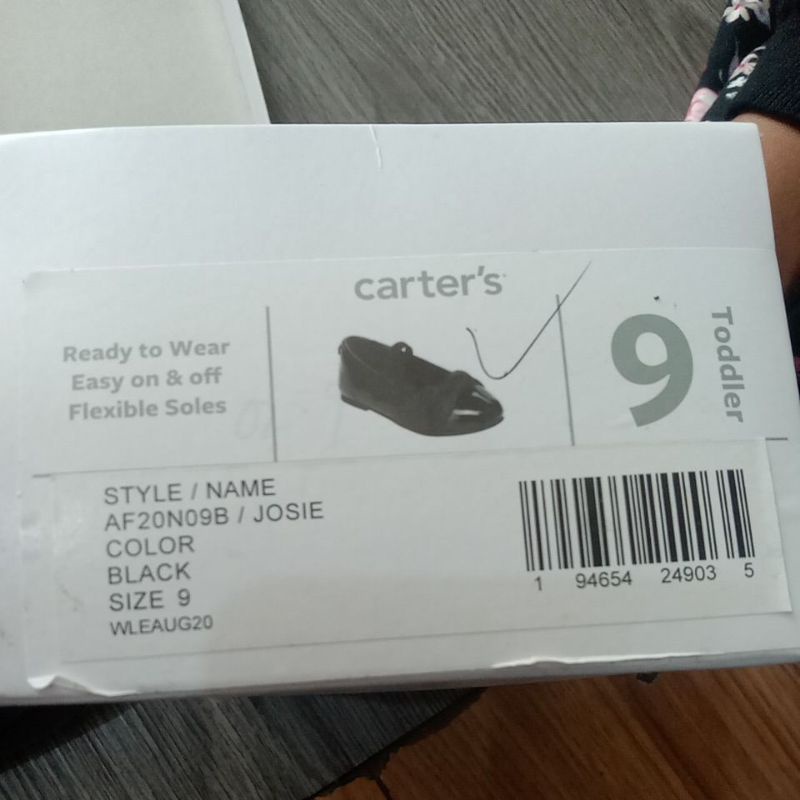 carter's
Ready to Wear
Easy on & off
Flexible Soles
9
Toddler
STYLE / NAME
AF20N09B / JOSIE
COLOR
BLACK
SIZE 9
WLEAUG20
1 94654 24903 5